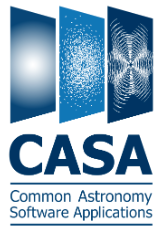 CASA
Common Astronomy
Software Applications